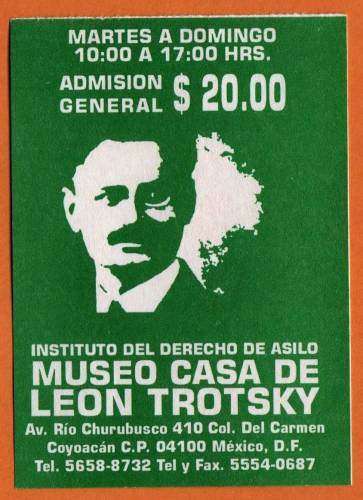 MARTES A DOMINGO
10:00 A 17:00 HRS.
ADMISION
GENERAL $ 20.00
INSTITUTO DEL DERECHO DE ASILO
MUSEO CASA DE
LEON TROTSKY
Av. Río Churubusco 410 Col. Del Carmen
Coyoacán C.P. 04100 México, D.F.
Tel. 5658-8732 Tel y Fax. 5554-0687